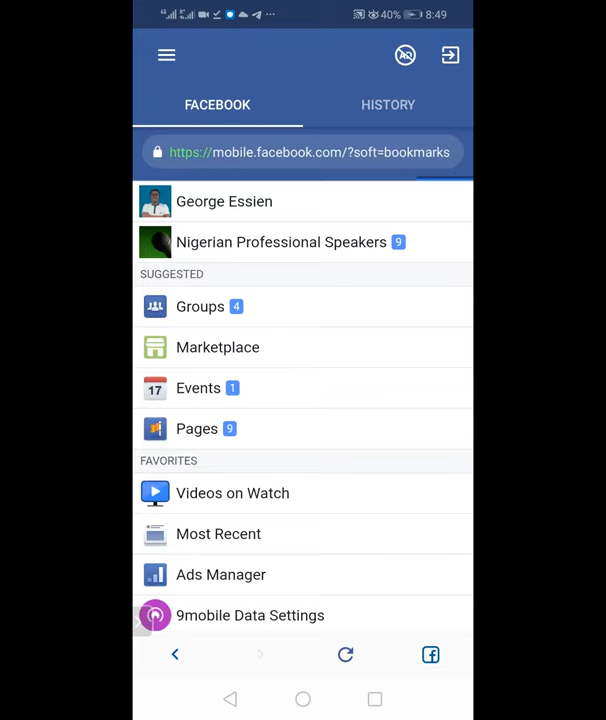 40% 8:49
AD
FACEBOOK HISTORY
https://mobile.facebook.com/?soft=bookmarks
George Essien
Nigerian Professional Speakers 9
SUGGESTED
Groups 4
Marketplace
17 Events 1
Pages 9
FAVORITES
Videos on Watch
Most Recent
Ads Manager
9mobile Data Settings